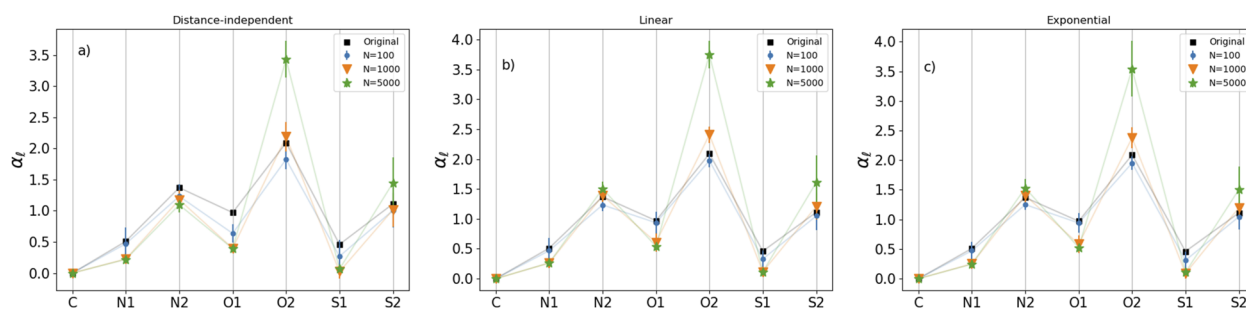 Distance-independent
a)
Original
N=100
N=1000
N=5000
αℓ
3.5
3.0
2.5
2.0
1.5
1.0
0.5
0.0
C N1 N2 O1 O2 S1 S2
Linear
b)
Original
N=100
N=1000
N=5000
αℓ
4.0
3.5
3.0
2.5
2.0
1.5
1.0
0.5
0.0
C N1 N2 O1 O2 S1 S2
Exponential
c)
Original
N=100
N=1000
N=5000
αℓ
4.0
3.5
3.0
2.5
2.0
1.5
1.0
0.5
0.0
C N1 N2 O1 O2 S1 S2